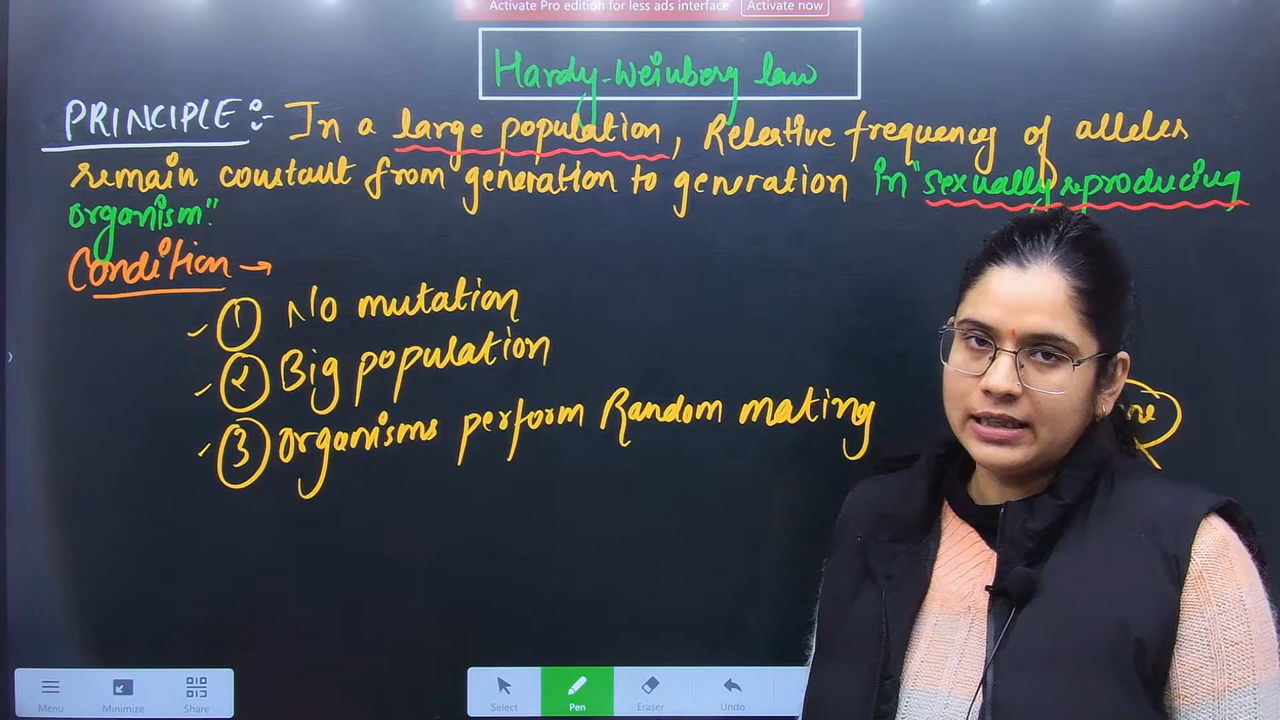 Activate Pro edition for less ads interface Activate now
Hardy-Weinberg law
PRINCIPLE:- In a large population, Relative frequency of alleles
remain constant from generation to generation in "sexually reproducing
organism."
Condition →
① No mutation
② Big population
③ Organisms perform Random mating
Menu Minimize Share Select Pen Eraser Undo